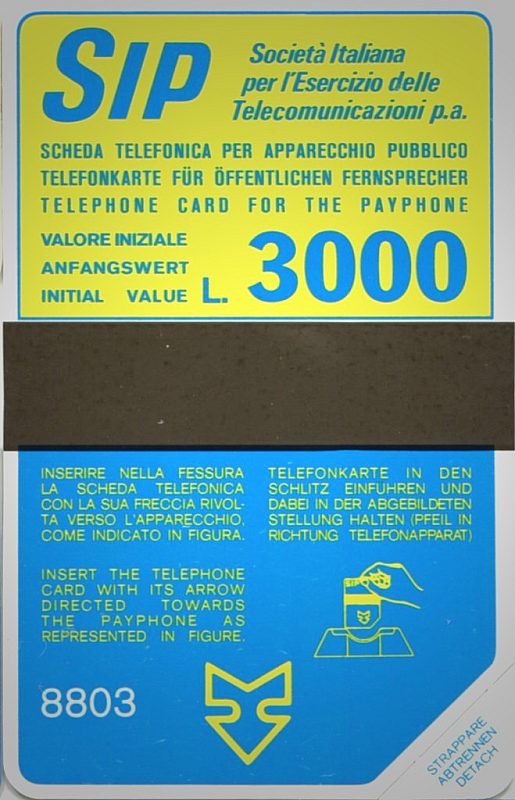 SIP
Società Italiana
per l'Esercizio delle
Telecomunicazioni p.a.
SCHEDA TELEFONICA PER APPARECCHIO PUBBLICO
TELEFONKARTE FÜR ÖFFENTLICHEN FERNSPRECHER
TELEPHONE CARD FOR THE PAYPHONE
VALORE INIZIALE
ANFANGSWERT
INITIAL VALUE L. 3000
INSERIRE NELLA FESSURA
LA SCHEDA TELEFONICA
CON LA SUA FRECCIA RIVOL-
TA VERSO L'APPARECCHIO,
COME INDICATO IN FIGURA.
TELEFONKARTE IN DEN
SCHLITZ EINFUHREN UND
DABEI IN DER ABGEBILDETEN
STELLUNG HALTEN (PFEIL IN
RICHTUNG TELEFONAPPARAT)
INSERT THE TELEPHONE
CARD WITH ITS ARROW
DIRECTED TOWARDS
THE PAYPHONE AS
REPRESENTED IN FIGURE.
SIP
8803
STRAPPARE
ABTRENNEN
DETACH